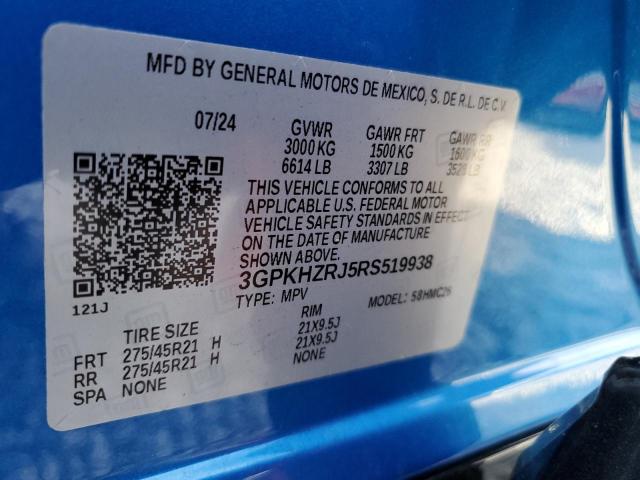 MFD BY GENERAL MOTORS DE MEXICO, S. DE R.L. DE C.V.
07/24 GVWR GAWR FRT GAWR RR
3000 KG 1500 KG 1600 KG
6614 LB 3307 LB 3528 LB
THIS VEHICLE CONFORMS TO ALL
APPLICABLE U.S. FEDERAL MOTOR
VEHICLE SAFETY STANDARDS IN EFFECT
ON THE DATE OF MANUFACTURE
SHOWN ABOVE.
3GPKHZRJ5RS519938
TYPE: MPV MODEL: 58HMC26
121J
TIRE SIZE RIM
FRT 275/45R21 H 21X9.5J
RR 275/45R21 H 21X9.5J
SPA NONE NONE